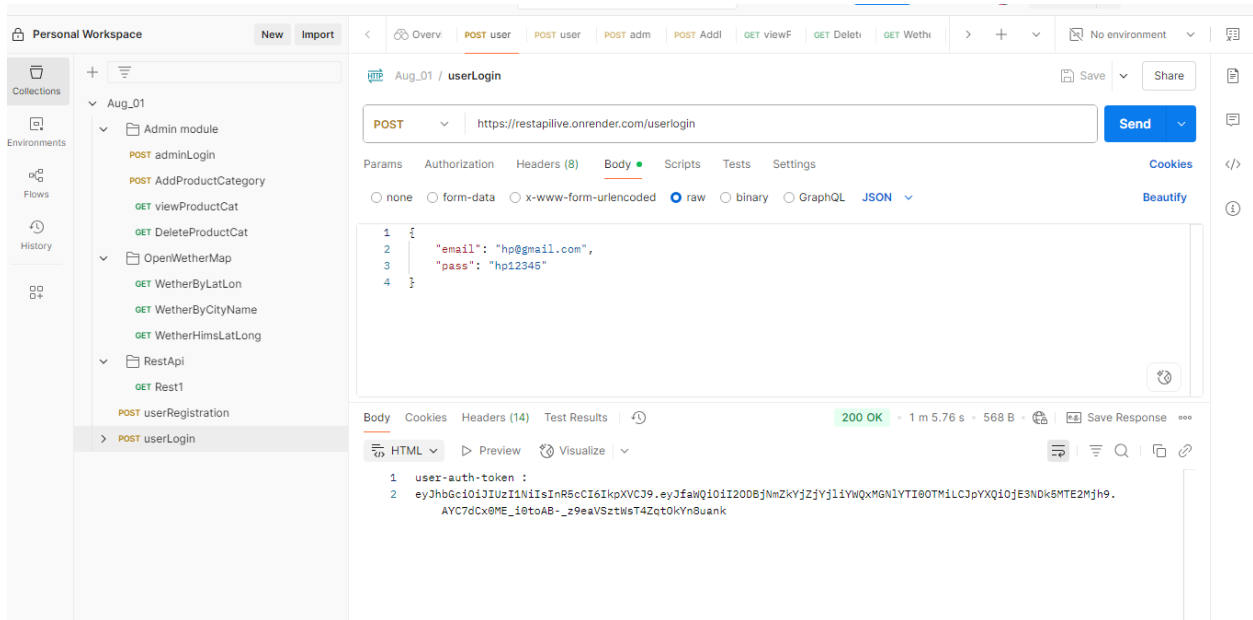 Personal Workspace New Import
Overv POST user POST user POST adm POST Addl GET viewF GET Delet GET Wethe No environment
Collections
Environments
Flows
History
Aug_01
Admin module
POST adminLogin
POST AddProductCategory
GET viewProductCat
GET DeleteProductCat
OpenWetherMap
GET WetherByLatLon
GET WetherByCityName
GET WetherHimsLatLong
RestApi
GET Rest1
POST userRegistration
POST userLogin
HTTP Aug_01 / userLogin Save Share
POST https://restapilive.onrender.com/userlogin Send
Params Authorization Headers (8) Body Scripts Tests Settings Cookies
none form-data x-www-form-urlencoded raw binary GraphQL JSON Beautify
1 {
2 "email": "hp@gmail.com",
3 "pass": "hp12345"
4 }
Body Cookies Headers (14) Test Results 200 OK 1 m 5.76 s 568 B e.g. Save Response
HTML Preview Visualize
1 user-auth-token :
2 eyJhbGciOiJIUzI1NiIsInR5cCI6IkpXVCJ9.eyJfaWQiOiI2ODBjNmZkYjZjYjliYWQxMGNlYTI0OTMiLCJpYXQiOjE3NDk5MTE2Mjh9.
AYC7dCx0ME_i0toAB-_z9eaVSztWsT4ZqtOkYn8uank